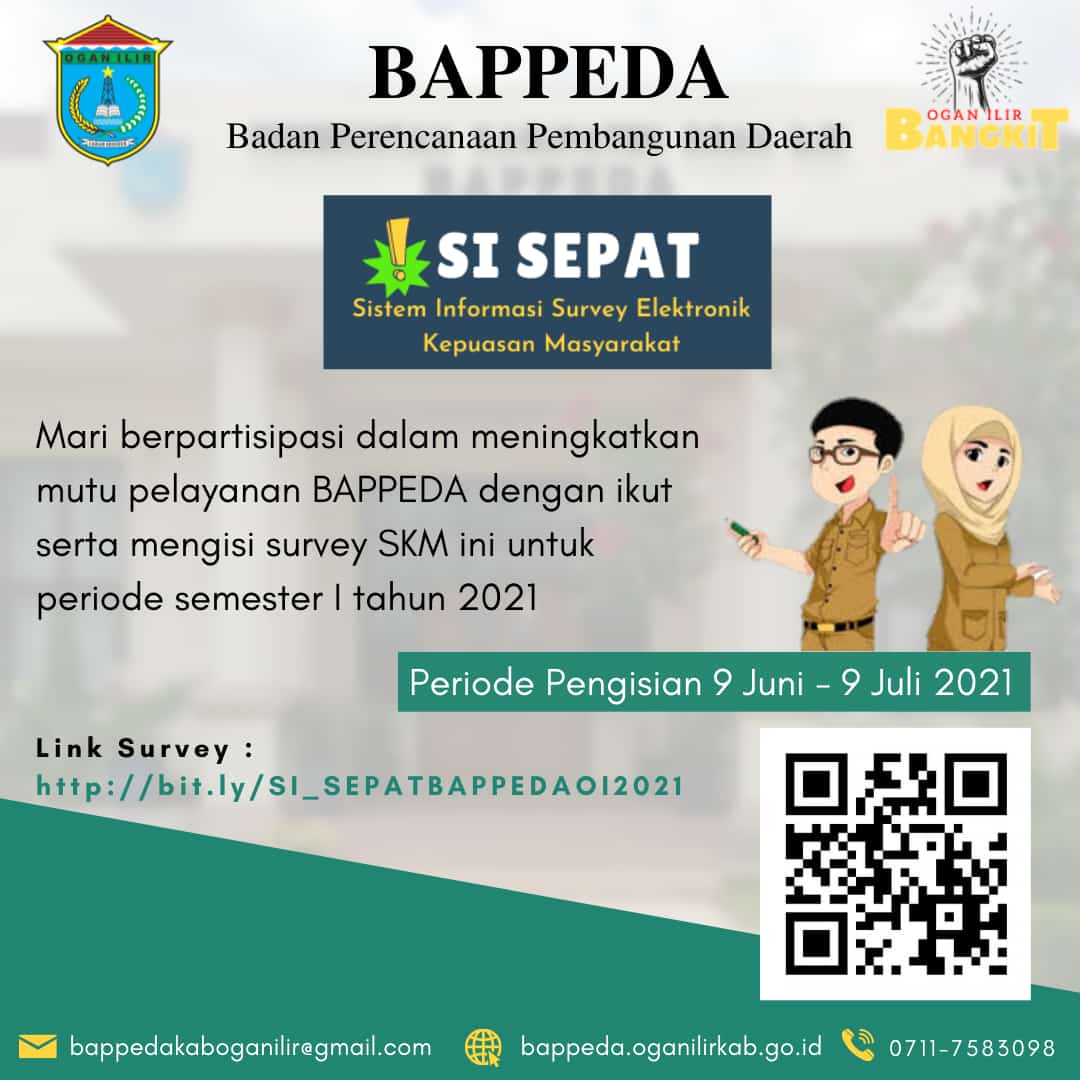 OGAN ILIR
BAPPEDA
Badan Perencanaan Pembangunan Daerah
OGAN ILIR
BANGKIT
BAPPEDA
SI SEPAT
Sistem Informasi Survey Elektronik
Kepuasan Masyarakat
Mari berpartisipasi dalam meningkatkan
mutu pelayanan BAPPEDA dengan ikut
serta mengisi survey SKM ini untuk
periode semester I tahun 2021
Periode Pengisian 9 Juni - 9 Juli 2021
Link Survey :
http://bit.ly/SI_SEPATBAPPEDAOI2021
bappedakaboganilir@gmail.com
bappeda.oganilirkab.go.id
0711-7583098